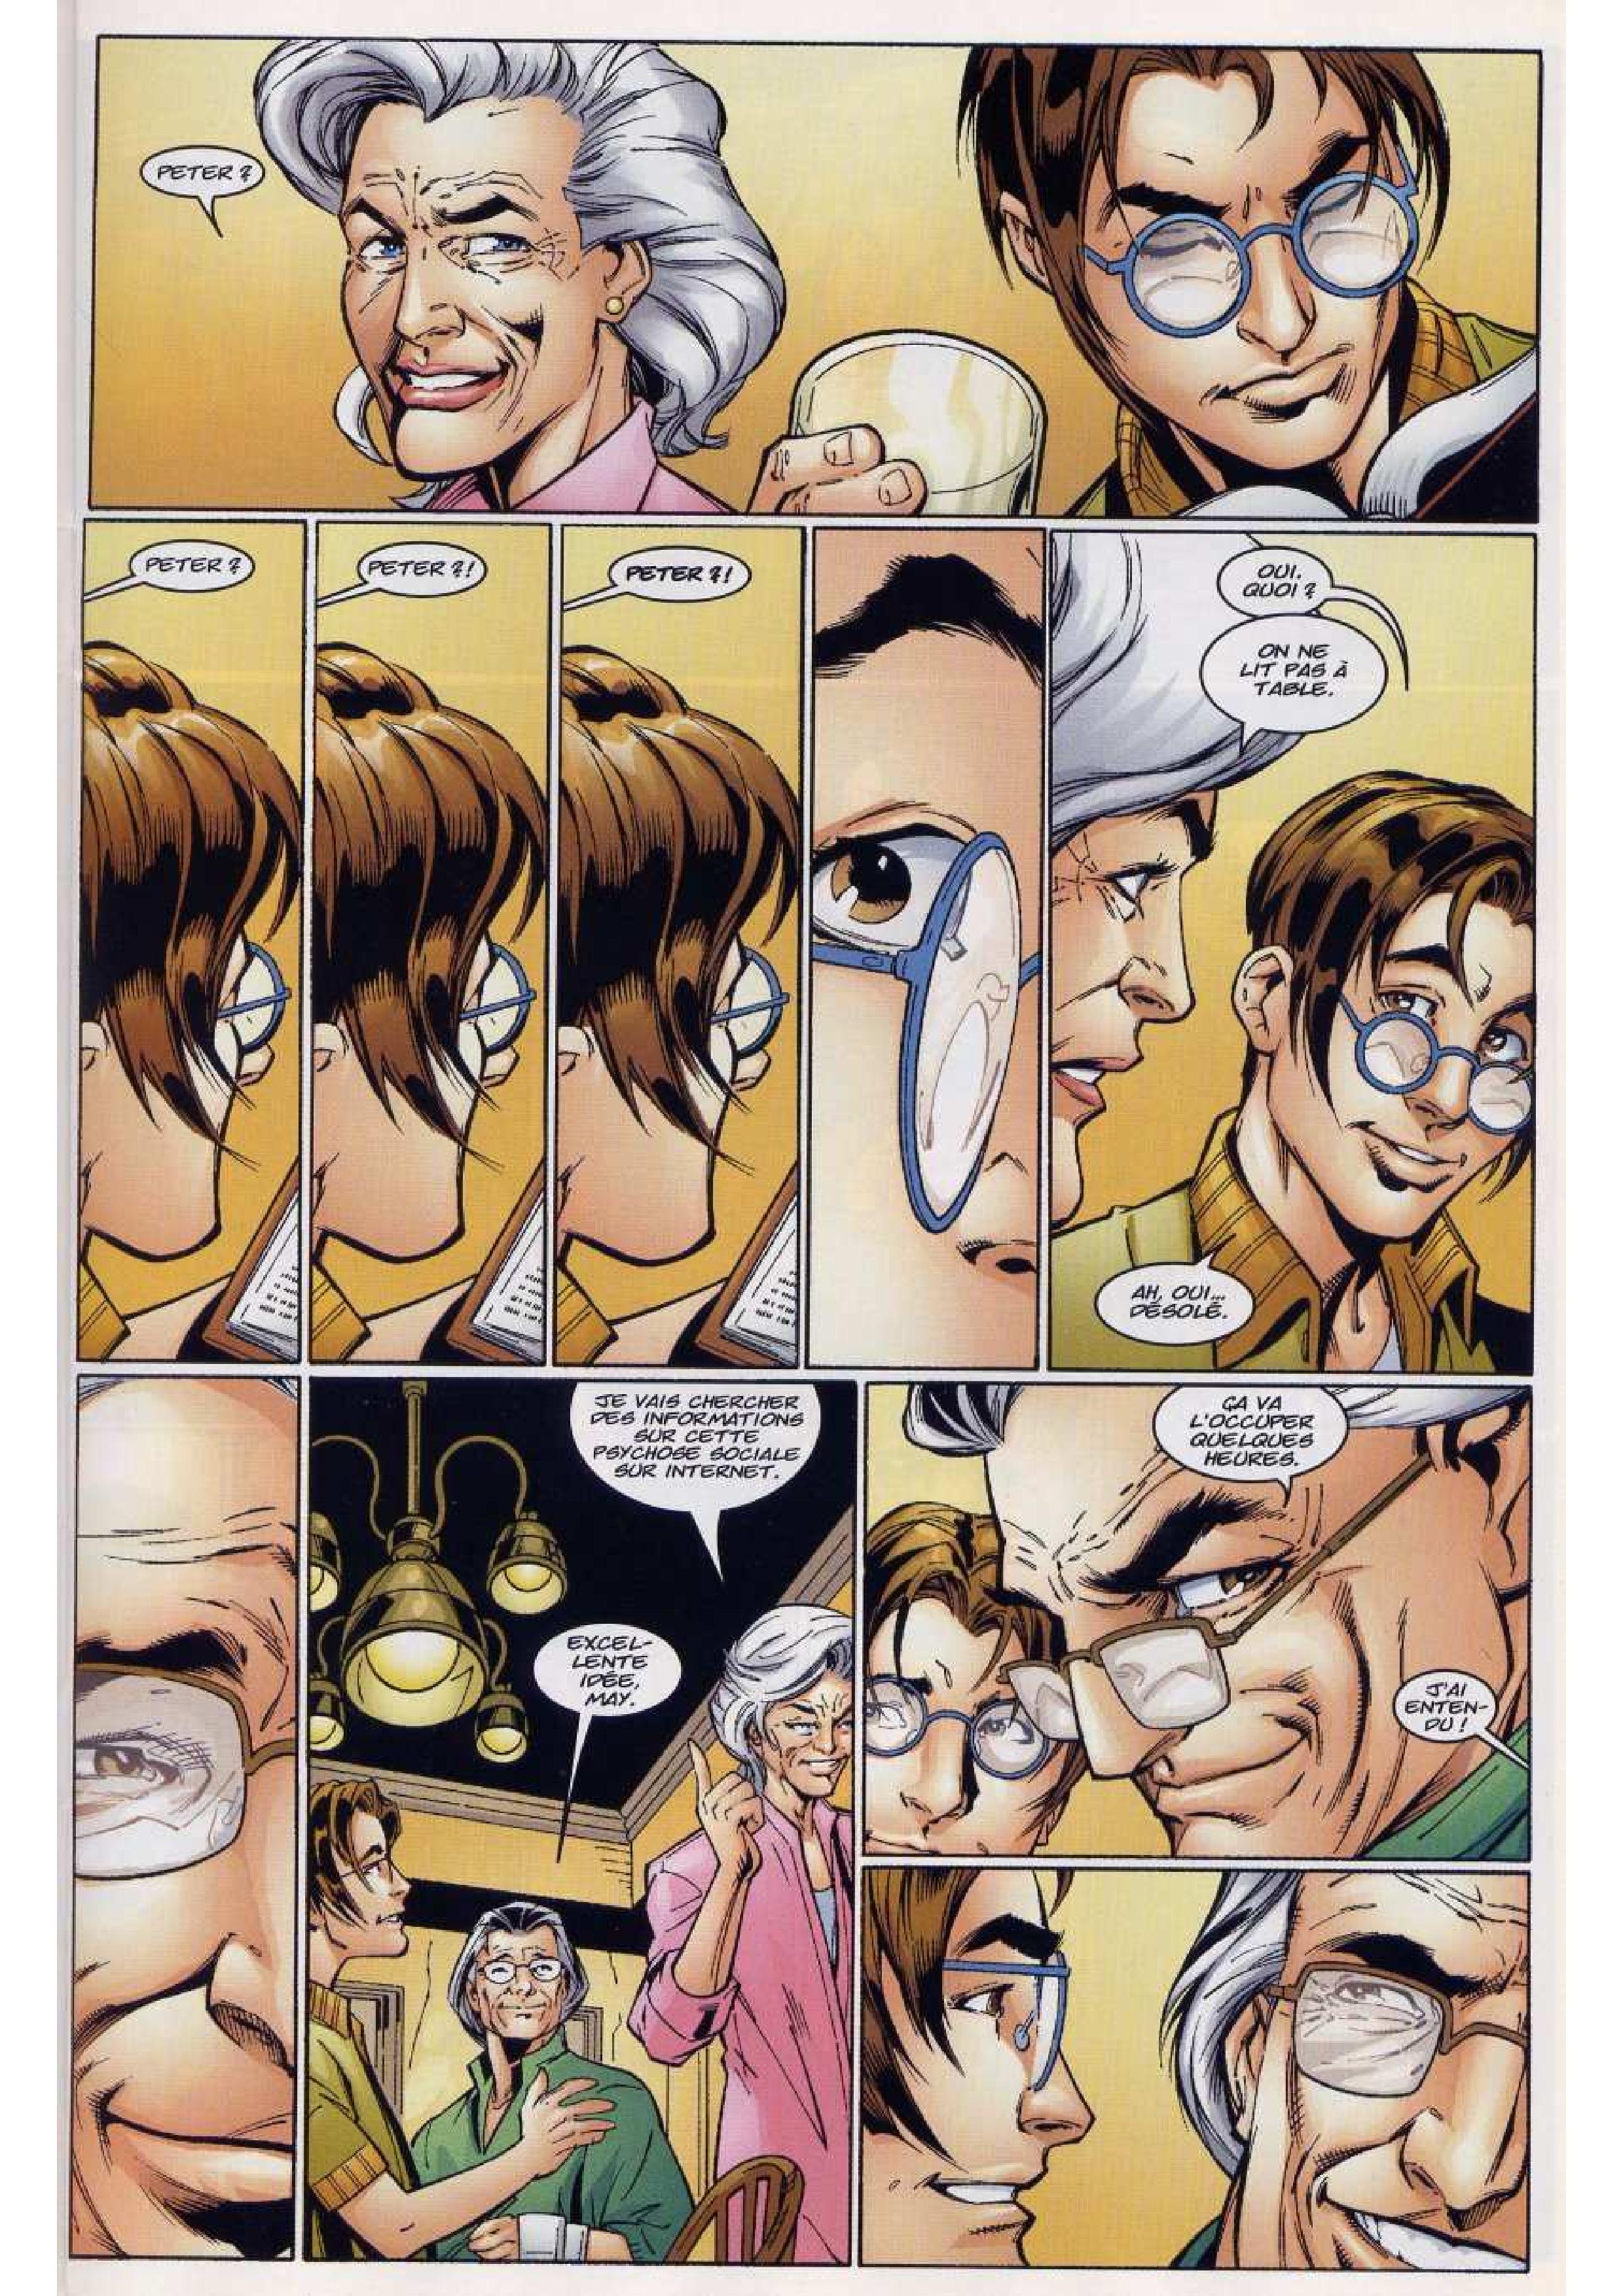 PETER ?
PETER ?
PETER ?!
PETER ?!
OUI.
QUOI ?
ON NE
LIT PAS À
TABLE.
AH, OUI...
DÉSOLÉ.
JE VAIS CHERCHER
DES INFORMATIONS
SUR CETTE
PSYCHOSE SOCIALE
SUR INTERNET.
EXCEL-
LENTE
IDÉE,
MAY.
ÇA VA
L'OCCUPER
QUELQUES
HEURES.
J'AI
ENTEN-
DU !